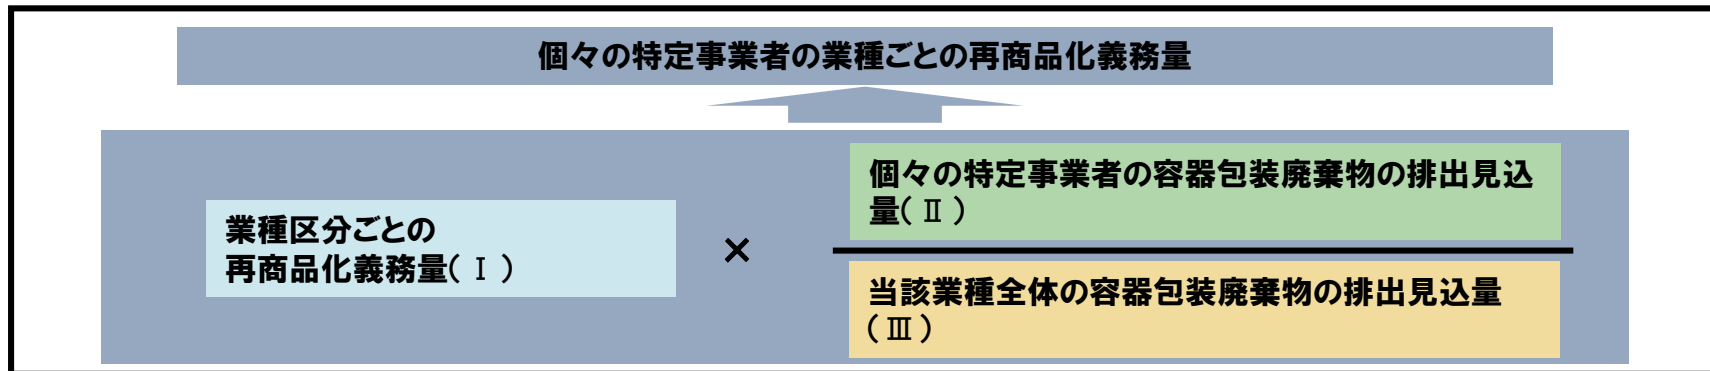 個々の特定事業者の業種ごとの再商品化義務量
業種区分ごとの
再商品化義務量(Ⅰ)
×
個々の特定事業者の容器包装廃棄物の排出見込
量(Ⅱ)
当該業種全体の容器包装廃棄物の排出見込量
(Ⅲ)